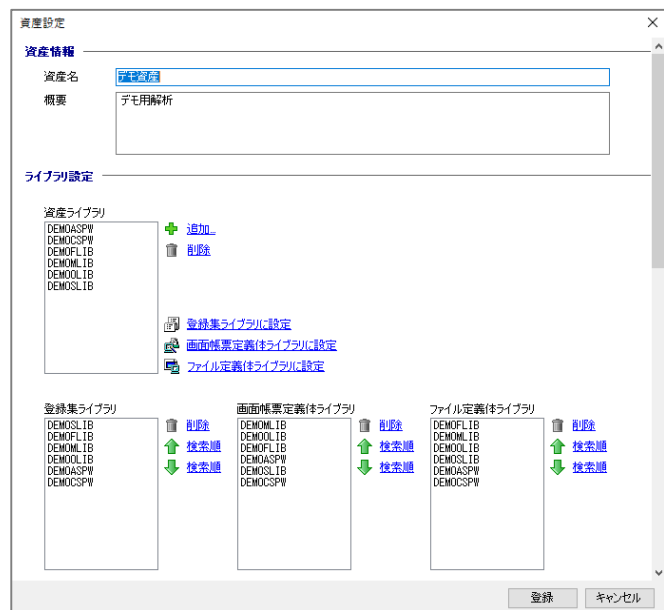 資産設定
資産情報
資産名
デモ資産
概要
デモ用解析
ライブラリ設定
資産ライブラリ
DEMOASPW
DEMOCSPW
DEMOFLIB
DEMOMLIB
DEMOOLIB
DEMOSLIB
追加...
削除
登録集ライブラリに設定
画面帳票定義体ライブラリに設定
ファイル定義体ライブラリに設定
登録集ライブラリ
DEMOSLIB
DEMOFLIB
DEMOMLIB
DEMOOLIB
DEMOASPW
DEMOCSPW
削除
検索順
検索順
画面帳票定義体ライブラリ
DEMOMLIB
DEMOOLIB
DEMOFLIB
DEMOASPW
DEMOSLIB
DEMOCSPW
削除
検索順
検索順
ファイル定義体ライブラリ
DEMOFLIB
DEMOMLIB
DEMOOLIB
DEMOSLIB
DEMOASPW
DEMOCSPW
削除
検索順
検索順
登録
キャンセル